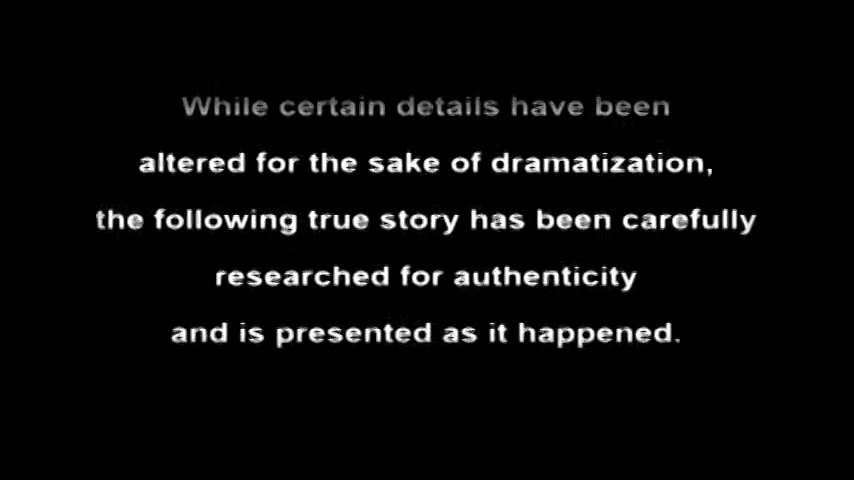 While certain details have been
altered for the sake of dramatization,
the following true story has been carefully
researched for authenticity
and is presented as it happened.